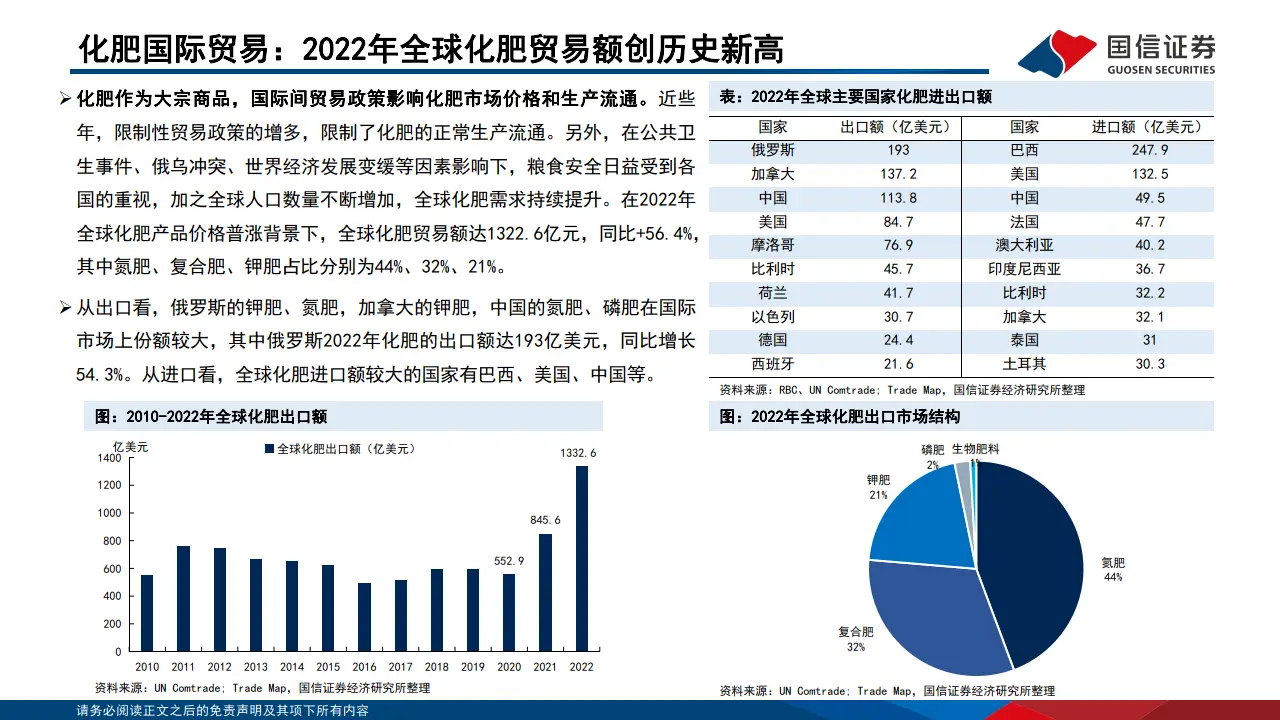 化肥国际贸易：2022年全球化肥贸易额创历史新高
国信证券
GUOSEN SECURITIES
➢化肥作为大宗商品，国际间贸易政策影响化肥市场价格和生产流通。近些
年，限制性贸易政策的增多，限制了化肥的正常生产流通。另外，在公共卫
生事件、俄乌冲突、世界经济发展变缓等因素影响下，粮食安全日益受到各
国的重视，加之全球人口数量不断增加，全球化肥需求持续提升。在2022年
全球化肥产品价格普涨背景下，全球化肥贸易额达1322.6亿元，同比+56.4%，
其中氮肥、复合肥、钾肥占比分别为44%、32%、21%。
➢从出口看，俄罗斯的钾肥、氮肥，加拿大的钾肥，中国的氮肥、磷肥在国际
市场上份额较大，其中俄罗斯2022年化肥的出口额达193亿美元，同比增长
54.3%。从进口看，全球化肥进口额较大的国家有巴西、美国、中国等。
表：2022年全球主要国家化肥进出口额
国家 出口额（亿美元） 国家 进口额（亿美元）
俄罗斯 193 巴西 247.9
加拿大 137.2 美国 132.5
中国 113.8 中国 49.5
美国 84.7 法国 47.7
摩洛哥 76.9 澳大利亚 40.2
比利时 45.7 印度尼西亚 36.7
荷兰 41.7 比利时 32.2
以色列 30.7 加拿大 32.1
德国 24.4 泰国 31
西班牙 21.6 土耳其 30.3
资料来源：RBC、UN Comtrade; Trade Map，国信证券经济研究所整理
图：2010-2022年全球化肥出口额
亿美元
全球化肥出口额（亿美元）
1400
1200
1000
800
600
400
200
0
552.9
845.6
1332.6
2010 2011 2012 2013 2014 2015 2016 2017 2018 2019 2020 2021 2022
资料来源：UN Comtrade; Trade Map，国信证券经济研究所整理
图：2022年全球化肥出口市场结构
磷肥
2%
生物肥料
1%
钾肥
21%
氮肥
44%
复合肥
32%
资料来源：UN Comtrade; Trade Map，国信证券经济研究所整理
请务必阅读正文之后的免责声明及其项下所有内容